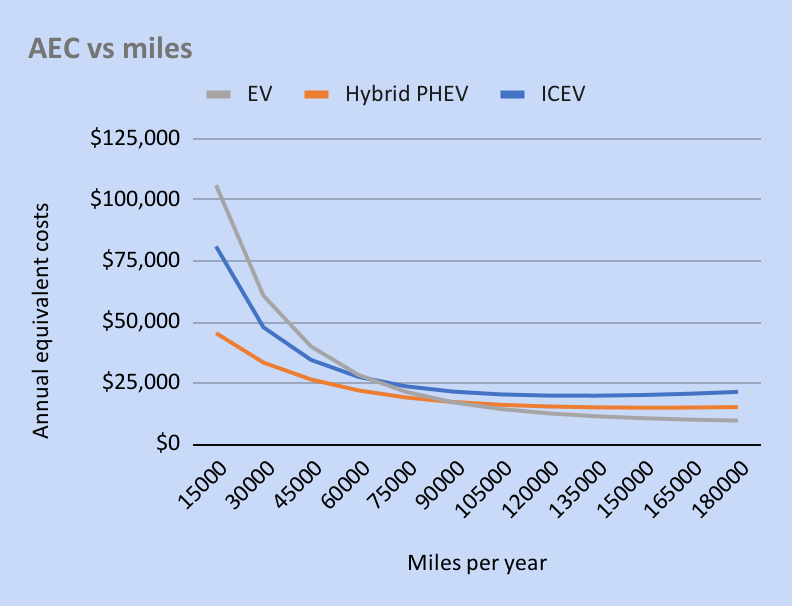 AEC vs miles
EV Hybrid PHEV ICEV
$125,000
$100,000
$75,000
$50,000
$25,000
$0
Annual equivalent costs
15000 30000 45000 60000 75000 90000 105000 120000 135000 150000 165000 180000
Miles per year